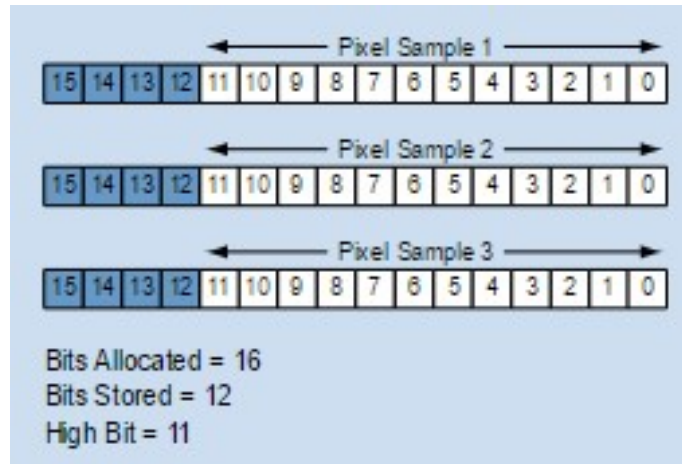 Pixel Sample 1
15 14 13 12 11 10 9 8 7 6 5 4 3 2 1 0
Pixel Sample 2
15 14 13 12 11 10 9 8 7 6 5 4 3 2 1 0
Pixel Sample 3
15 14 13 12 11 10 9 8 7 6 5 4 3 2 1 0
Bits Allocated = 16
Bits Stored = 12
High Bit = 11